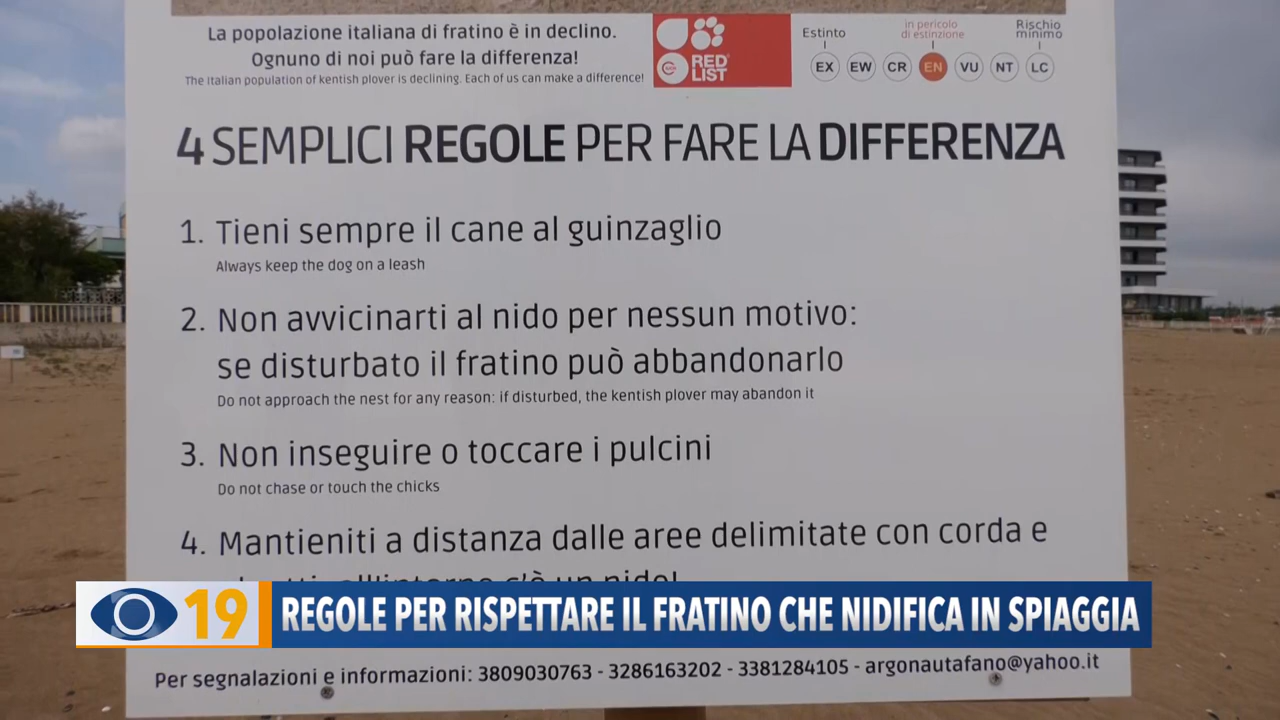 La popolazione italiana di fratino è in declino.
Ognuno di noi può fare la differenza!
The Italian population of kentish plover is declining. Each of us can make a difference!
RED
LIST
Estinto
in pericolo
di estinzione
Rischio
minimo
EX EW CR EN VU NT LC
4 SEMPLICI REGOLE PER FARE LA DIFFERENZA
1. Tieni sempre il cane al guinzaglio
Always keep the dog on a leash
2. Non avvicinarti al nido per nessun motivo:
se disturbato il fratino può abbandonarlo
Do not approach the nest for any reason: if disturbed, the kentish plover may abandon it
3. Non inseguire o toccare i pulcini
Do not chase or touch the chicks
4. Mantieniti a distanza dalle aree delimitate con corda e
all'interno c'è un nido!
19 REGOLE PER RISPETTARE IL FRATINO CHE NIDIFICA IN SPIAGGIA
Per segnalazioni e informazioni: 3809030763 - 3286163202 - 3381284105 - argonautafano@yahoo.it